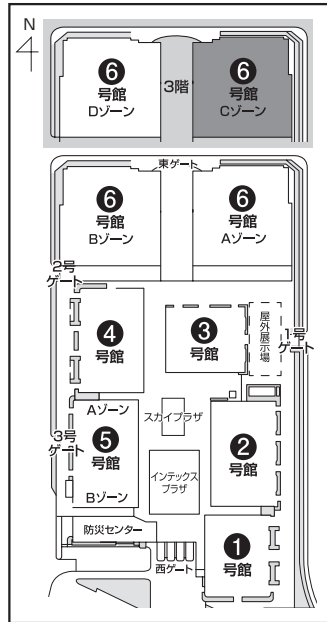 N
❻
号館
Dゾーン
3階
❻
号館
Cゾーン
東ゲート
❻
号館
Bゾーン
❻
号館
Aゾーン
2号
ゲート
❹
号館
❸
号館
屋外展示場
1号
ゲート
Aゾーン
❺
号館
Bゾーン
3号
ゲート
スカイプラザ
インテックス
プラザ
❷
号館
防災センター
西ゲート
❶
号館